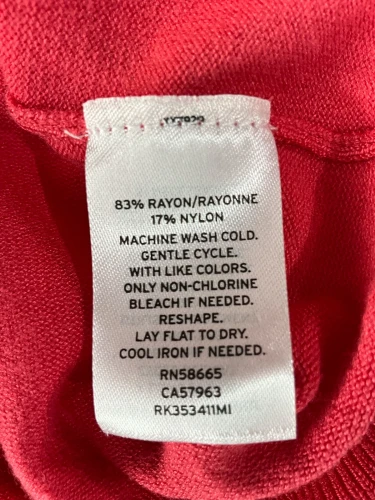 83% RAYON/RAYONNE
17% NYLON
MACHINE WASH COLD.
GENTLE CYCLE.
WITH LIKE COLORS.
ONLY NON-CHLORINE
BLEACH IF NEEDED.
RESHAPE.
LAY FLAT TO DRY.
COOL IRON IF NEEDED.
RN58665
CA57963
RK353411MI